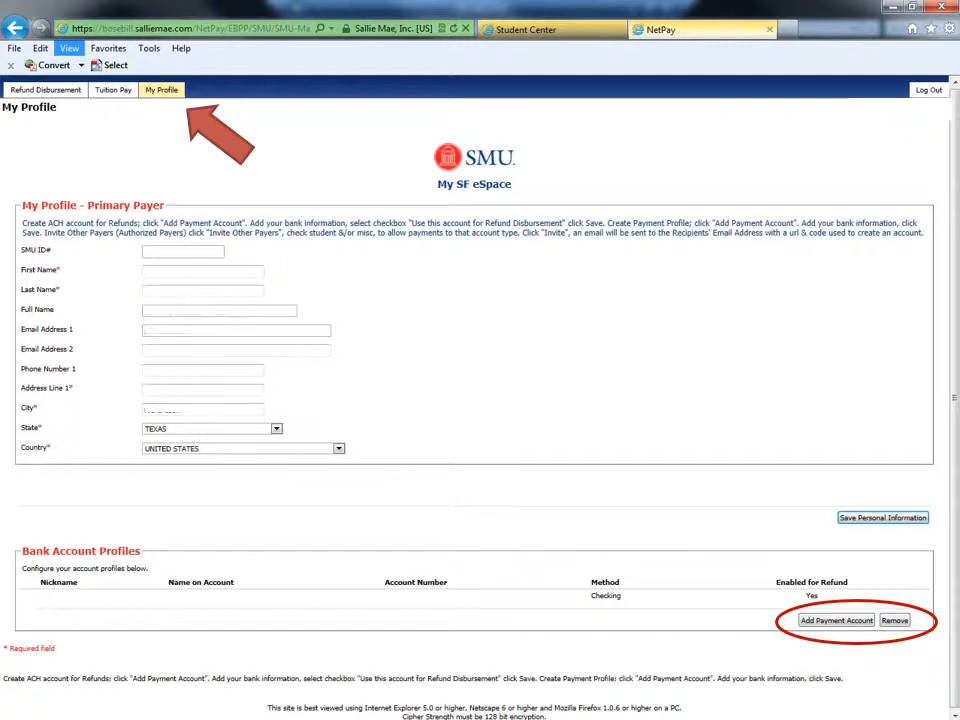 https://bosebill.salliemae.com/NetPay/EBPP/SMU/SMU-Ma
Sallie Mae, Inc. [US]
Student Center
NetPay
File Edit View Favorites Tools Help
x Convert Select
Refund Disbursement Tuition Pay My Profile Log Out
My Profile
SMU.
My SF eSpace
My Profile - Primary Payer
Create ACH account for Refunds; click "Add Payment Account". Add your bank information, select checkbox "Use this account for Refund Disbursement" click Save. Create Payment Profile; click "Add Payment Account". Add your bank information, click
Save. Invite Other Payers (Authorized Payers) click "Invite Other Payers", check student &/or misc, to allow payments to that account type. Click "Invite", an email will be sent to the Recipients' Email Address with a url & code used to create an account.
SMU ID#
First Name*
Last Name*
Full Name
Email Address 1
Email Address 2
Phone Number 1
Address Line 1*
City*
State* TEXAS
Country* UNITED STATES
Save Personal Information
Bank Account Profiles
Configure your account profiles below.
Nickname Name on Account Account Number Method Enabled for Refund
Checking Yes
Add Payment Account Remove
* Required field
Create ACH account for Refunds; click "Add Payment Account". Add your bank information, select checkbox "Use this account for Refund Disbursement" click Save. Create Payment Profile; click "Add Payment Account". Add your bank information, click Save.
This site is best viewed using Internet Explorer 5.0 or higher, Netscape 6 or higher and Mozilla Firefox 1.0.6 or higher on a PC.
Cipher Strength must be 128 bit encryption.